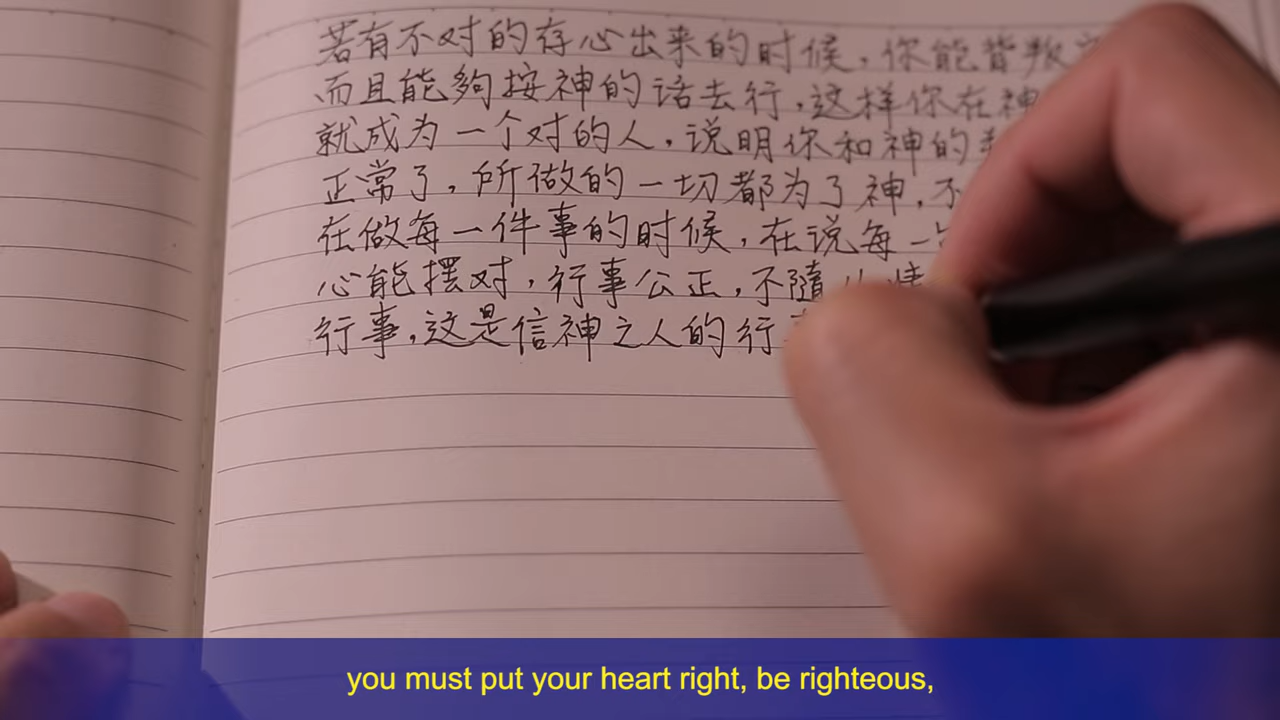 若有不对的存心出来的时候,你能背叛
而且能够按神的话去行,这样你在神
就成为一个对的人,说明你和神的
正常了,所做的一切都为了神,不
在做每一件事的时候,在说每一
心能摆对,行事公正,不随
行事,这是信神之人的行
you must put your heart right, be righteous,